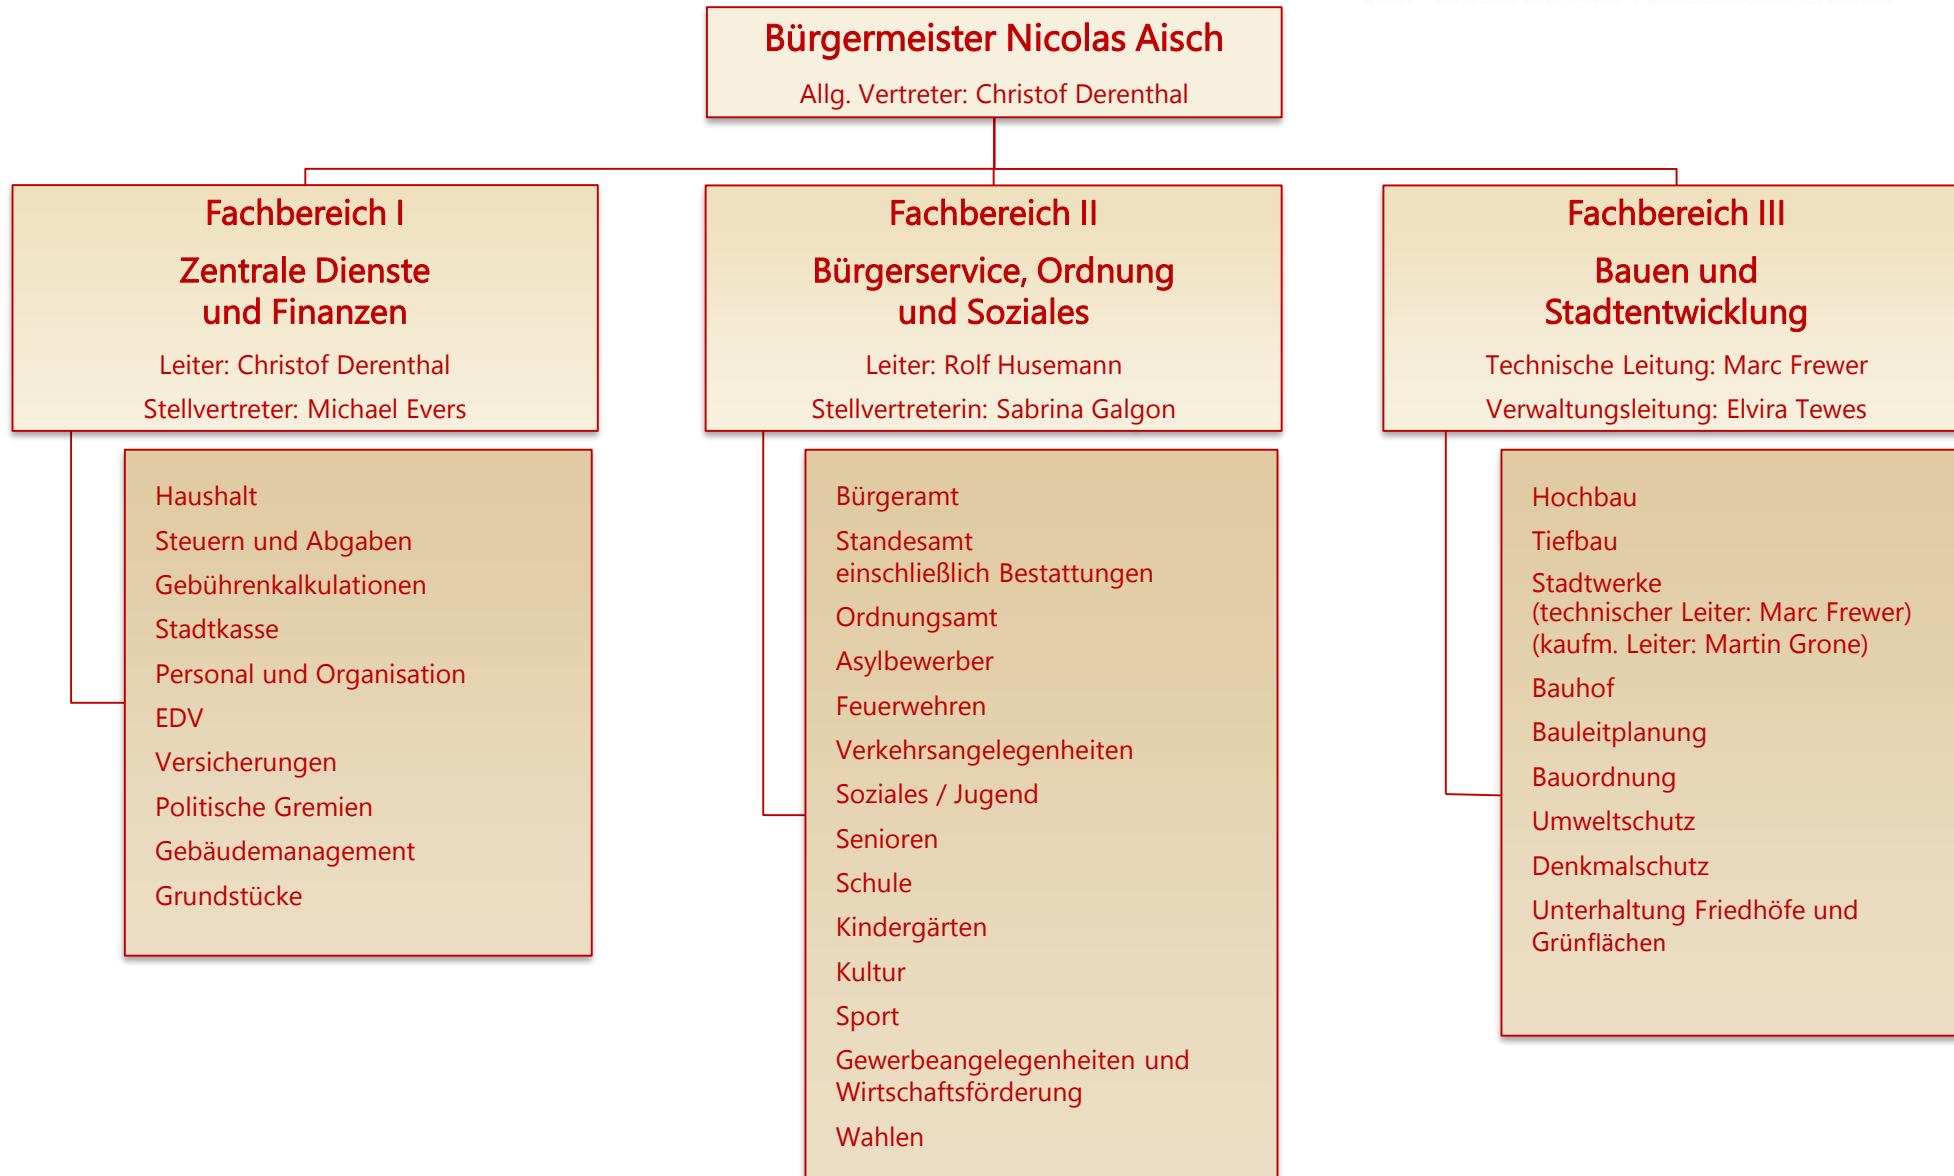 Bürgermeister Nicolas Aisch
Allg. Vertreter: Christof Derenthal
Fachbereich I
Zentrale Dienste
und Finanzen
Leiter: Christof Derenthal
Stellvertreter: Michael Evers
Haushalt
Steuern und Abgaben
Gebührenkalkulationen
Stadtkasse
Personal und Organisation
EDV
Versicherungen
Politische Gremien
Gebäudemanagement
Grundstücke
Fachbereich II
Bürgerservice, Ordnung
und Soziales
Leiter: Rolf Husemann
Stellvertreterin: Sabrina Galgon
Bürgeramt
Standesamt
einschließlich Bestattungen
Ordnungsamt
Asylbewerber
Feuerwehren
Verkehrsangelegenheiten
Soziales / Jugend
Senioren
Schule
Kindergärten
Kultur
Sport
Gewerbeangelegenheiten und
Wirtschaftsförderung
Wahlen
Fachbereich III
Bauen und
Stadtentwicklung
Technische Leitung: Marc Frewer
Verwaltungsleitung: Elvira Tewes
Hochbau
Tiefbau
Stadtwerke
(technischer Leiter: Marc Frewer)
(kaufm. Leiter: Martin Grone)
Bauhof
Bauleitplanung
Bauordnung
Umweltschutz
Denkmalschutz
Unterhaltung Friedhöfe und
Grünflächen